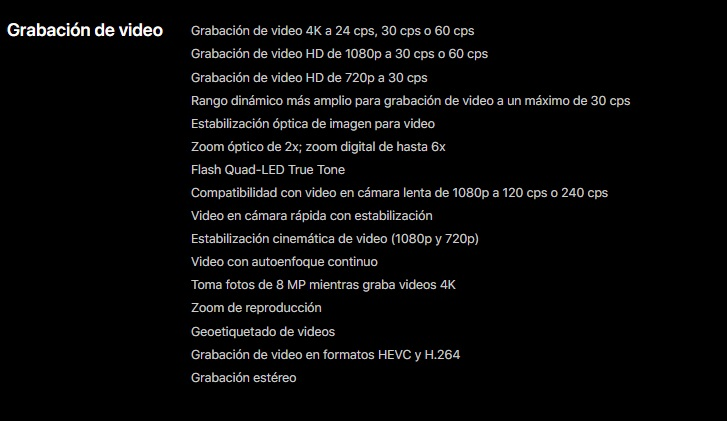 Grabación de video
Grabación de video 4K a 24 cps, 30 cps o 60 cps
Grabación de video HD de 1080p a 30 cps o 60 cps
Grabación de video HD de 720p a 30 cps
Rango dinámico más amplio para grabación de video a un máximo de 30 cps
Estabilización óptica de imagen para video
Zoom óptico de 2x; zoom digital de hasta 6x
Flash Quad-LED True Tone
Compatibilidad con video en cámara lenta de 1080p a 120 cps o 240 cps
Video en cámara rápida con estabilización
Estabilización cinemática de video (1080p y 720p)
Video con autoenfoque continuo
Toma fotos de 8 MP mientras graba videos 4K
Zoom de reproducción
Geoetiquetado de videos
Grabación de video en formatos HEVC y H.264
Grabación estéreo